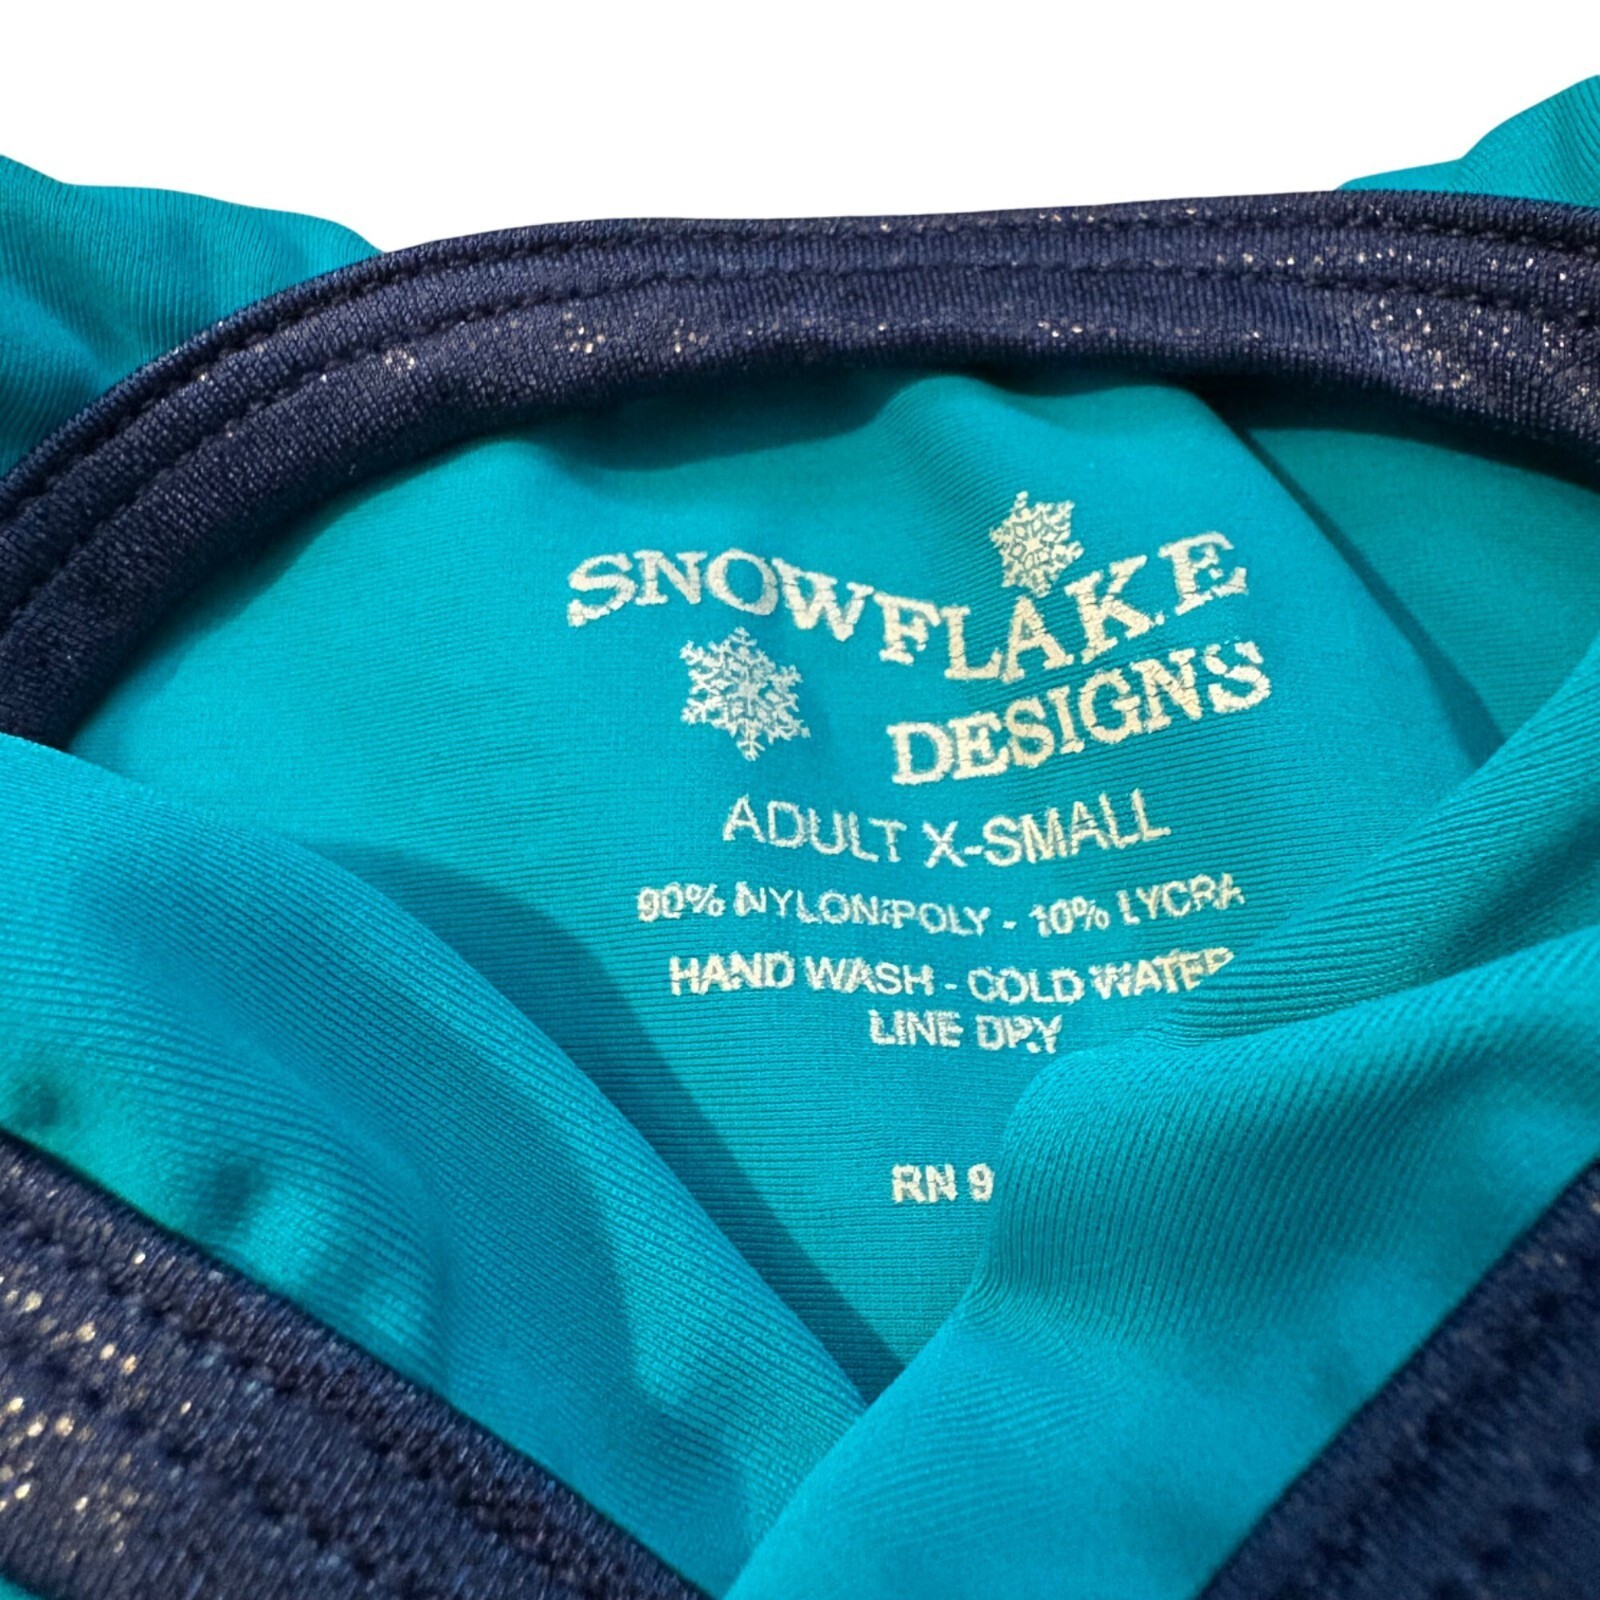 SNOWFLAKE
DESIGNS
ADULT X-SMALL
90% NYLON/POLY - 10% LYCRA
HAND WASH - COLD WATER
LINE DRY
RN 9